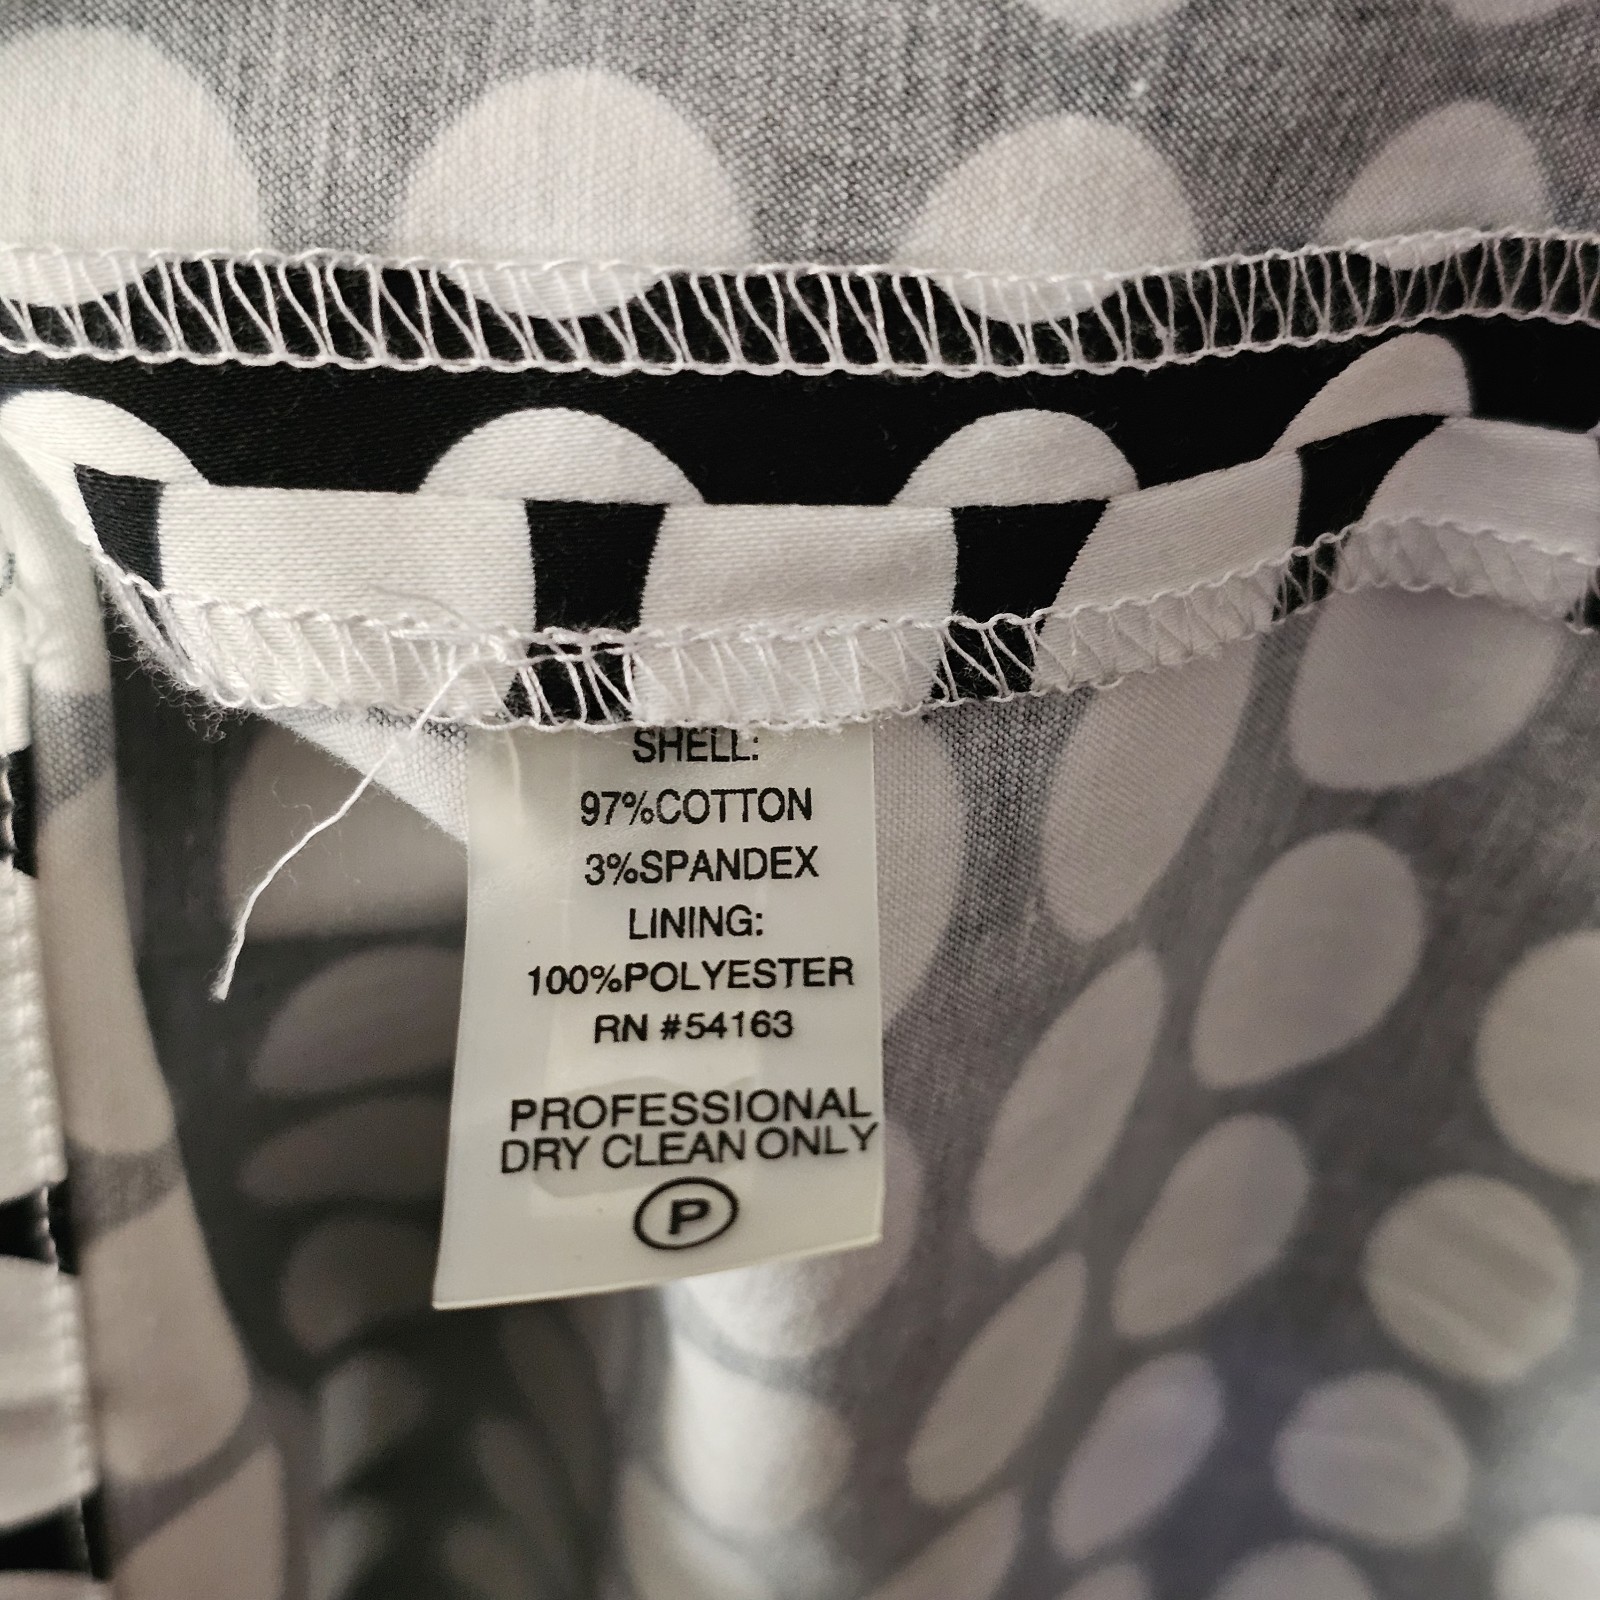 SHELL:
97%COTTON
3%SPANDEX
LINING:
100%POLYESTER
RN #54163
PROFESSIONAL
DRY CLEAN ONLY
P